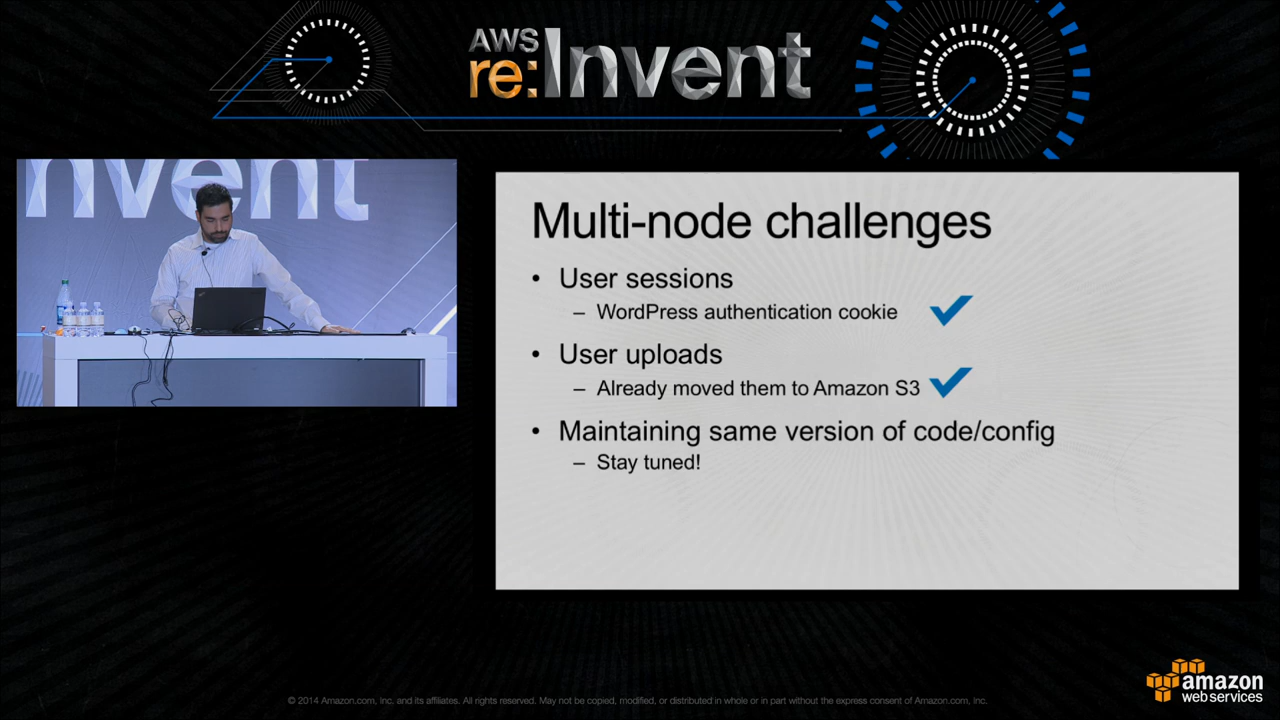 AWS
re:Invent
nvent
Multi-node challenges
• User sessions
– WordPress authentication cookie
• User uploads
– Already moved them to Amazon S3
• Maintaining same version of code/config
– Stay tuned!
© 2014 Amazon.com, Inc. and its affiliates. All rights reserved. May not be copied, modified, or distributed in whole or in part without the express consent of Amazon.com, Inc.
amazon
web services